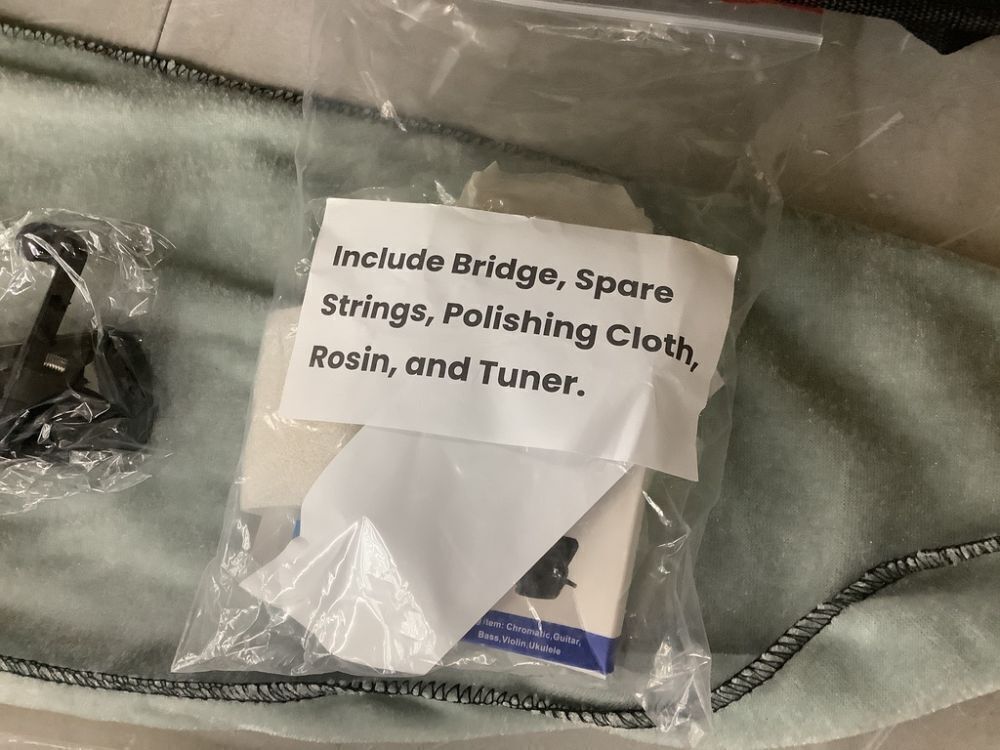 Include Bridge, Spare
Strings, Polishing Cloth,
Rosin, and Tuner.
item: Chromatic,Guitar,
Bass,Violin,Ukulele